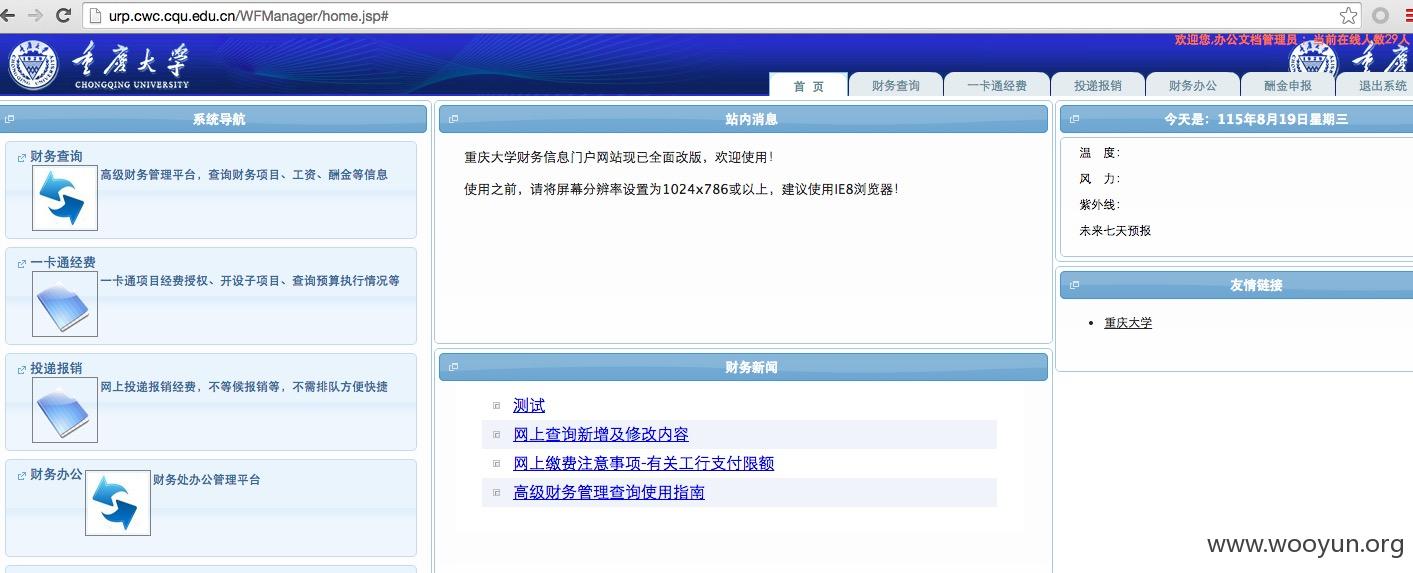 urp.cwc.cqu.edu.cn/WFManager/home.jsp#
欢迎您,办公文档管理员 : 当前在线人数29人
重庆大学
CHONGQING UNIVERSITY
首 页 财务查询 一卡通经费 投递报销 财务办公 酬金申报 退出系统
系统导航
财务查询
高级财务管理平台，查询财务项目、工资、酬金等信息
一卡通经费
一卡通项目经费授权、开设子项目、查询预算执行情况等
投递报销
网上投递报销经费，不等候报销等，不需排队方便快捷
财务办公
财务处办公管理平台
站内消息
重庆大学财务信息门户网站现已全面改版，欢迎使用！
使用之前，请将屏幕分辨率设置为1024x786或以上，建议使用IE8浏览器！
财务新闻
测试
网上查询新增及修改内容
网上缴费注意事项-有关工行支付限额
高级财务管理查询使用指南
今天是：115年8月19日星期三
温 度：
风 力：
紫外线：
未来七天预报
友情链接
重庆大学
www.wooyun.org